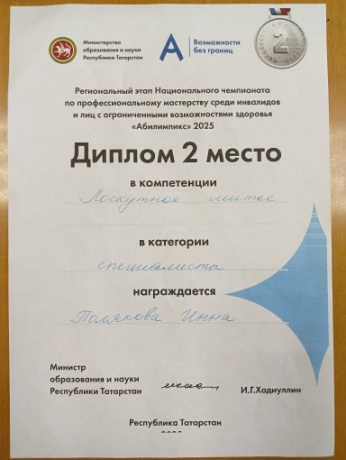 Министерство
образования и науки
Республики Татарстан
Возможности
без границ
2
Региональный этап Национального чемпионата
по профессиональному мастерству среди инвалидов
и лиц с ограниченными возможностями здоровья
«Абилимпикс» 2025
Диплом 2 место
в компетенции
Лоскутное шитье
в категории
специалисты
награждается
Полякова Инна
Министр
образования и науки
Республики Татарстан
И.Г.Хадиуллин
Республика Татарстан